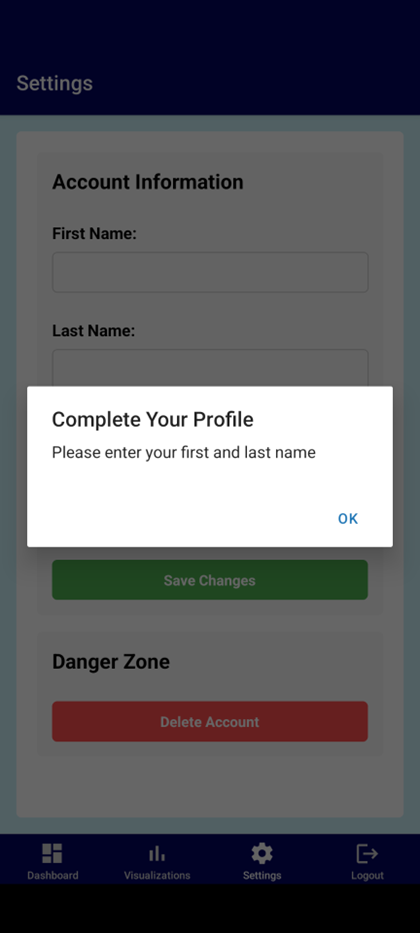 Settings
Account Information
First Name:
Last Name:
Complete Your Profile
Please enter your first and last name
OK
Save Changes
Danger Zone
Delete Account
Dashboard
Visualizations
Settings
Logout